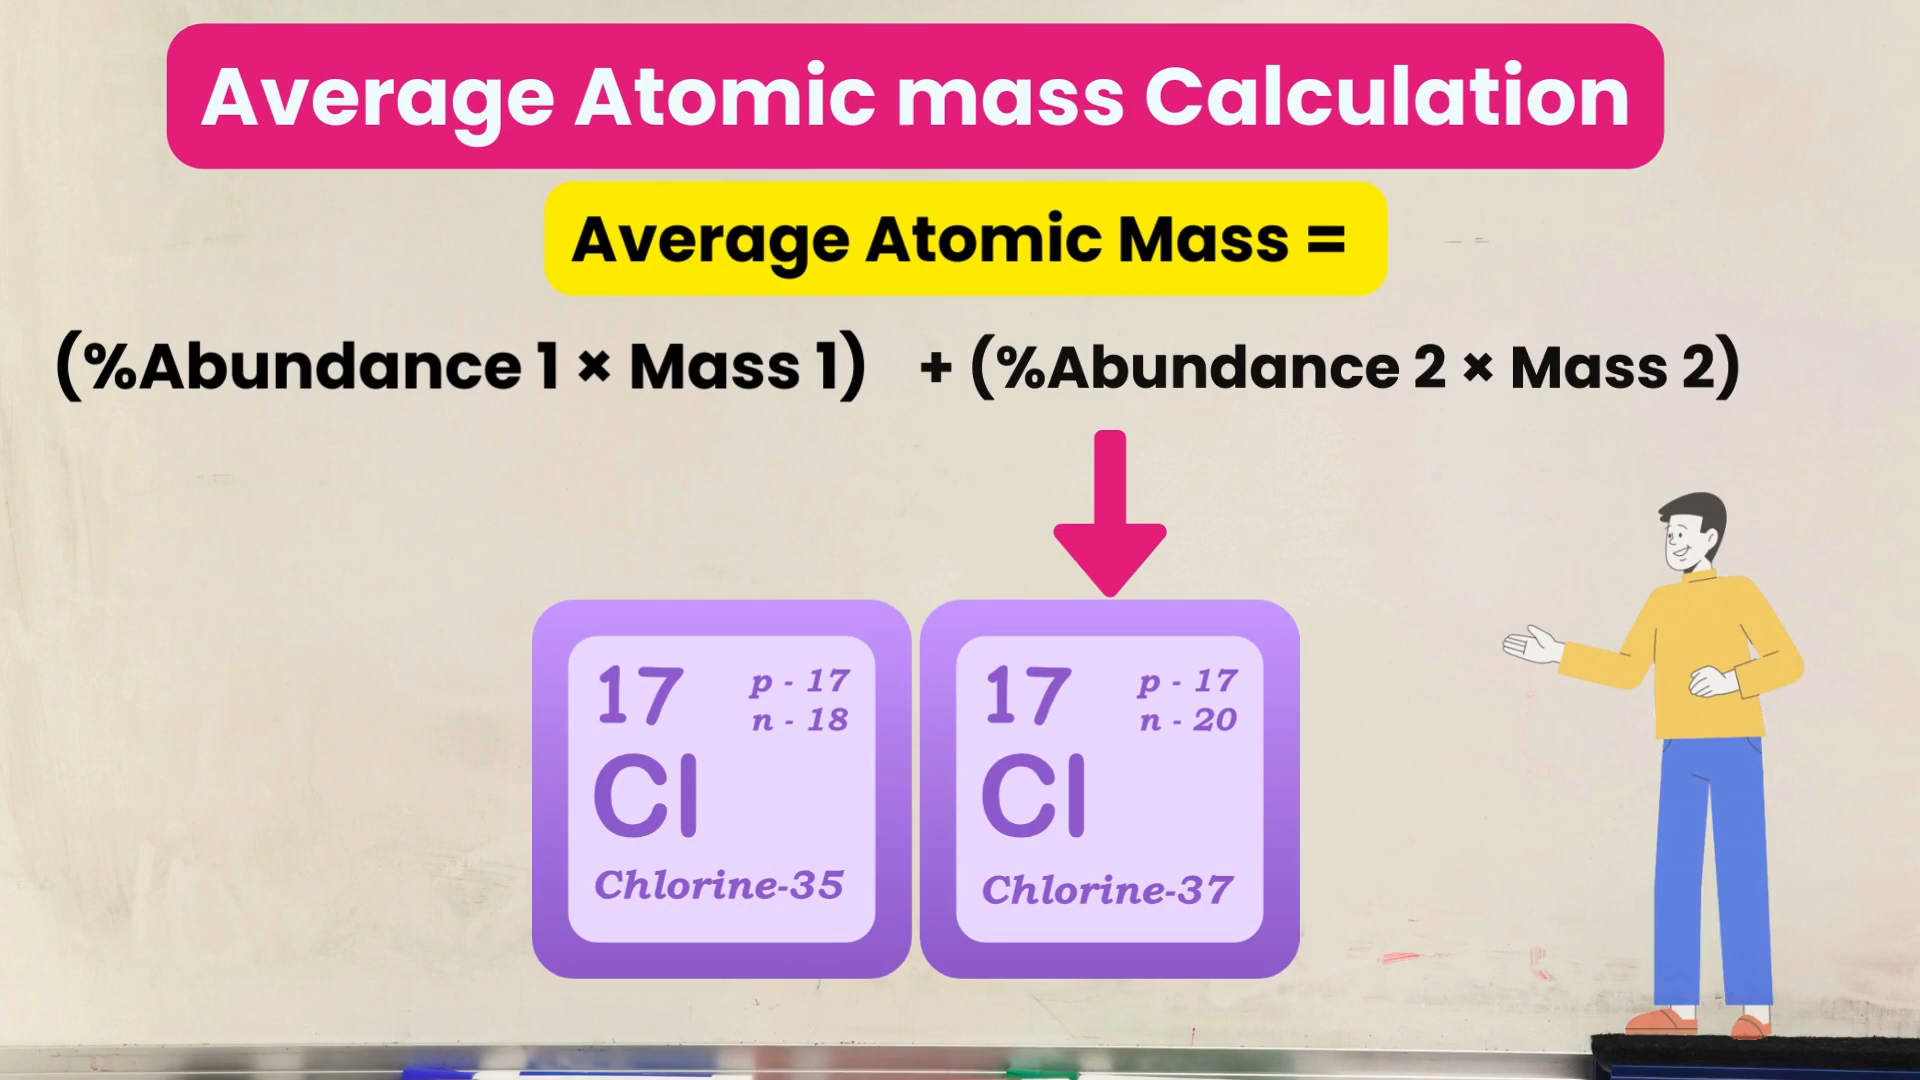 Average Atomic mass Calculation
Average Atomic Mass =
(%Abundance 1 × Mass 1) + (%Abundance 2 × Mass 2)
17
p - 17
n - 18
Cl
Chlorine-35
17
p - 17
n - 20
Cl
Chlorine-37